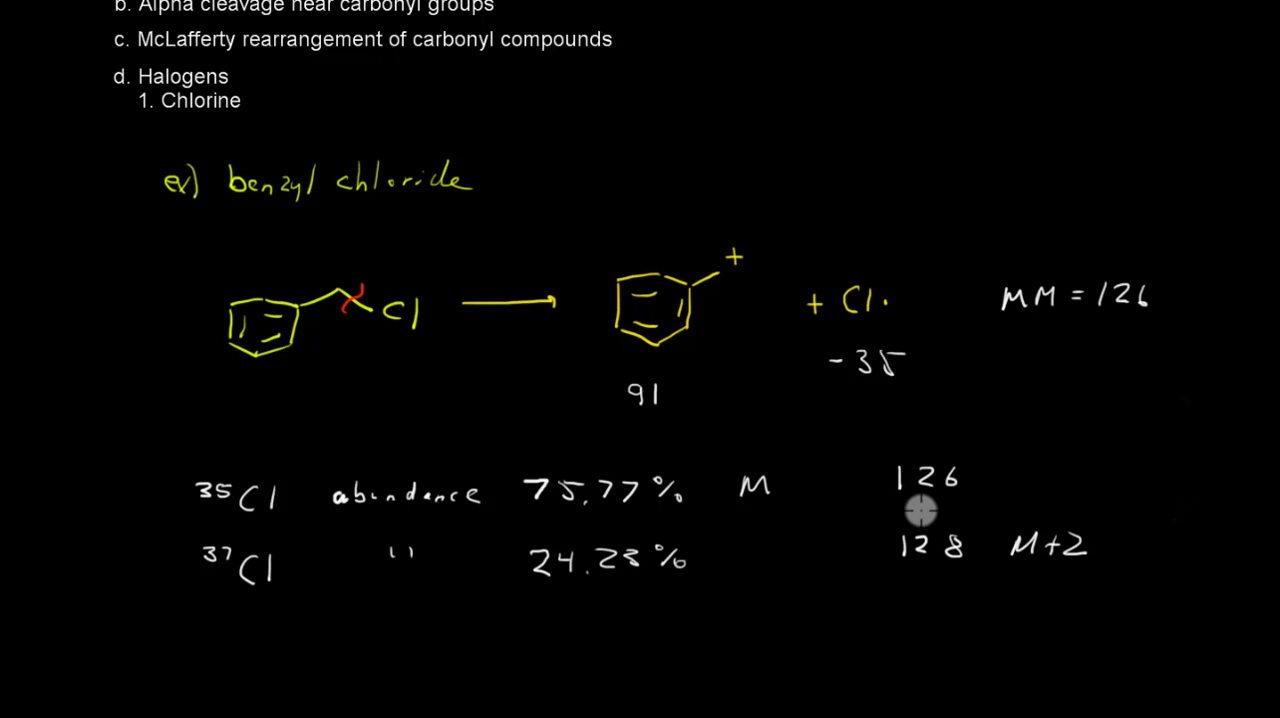 b. Alpha cleavage near carbonyl groups
c. McLafferty rearrangement of carbonyl compounds
d. Halogens
1. Chlorine
ex) benzyl chloride
Cl + + Cl· MM = 126
-35
91
³⁵Cl abundance 75.77% M 126
³⁷Cl " 24.23% 128 M+2